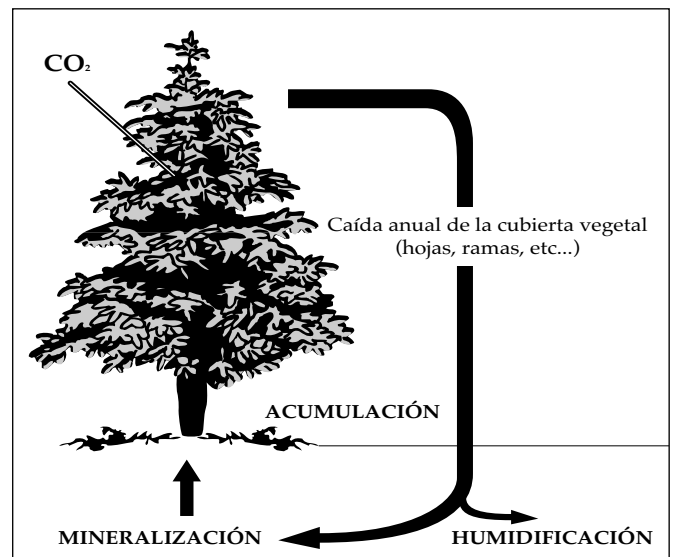 CO₂
Caída anual de la cubierta vegetal
(hojas, ramas, etc...)
ACUMULACIÓN
MINERALIZACIÓN
HUMIDIFICACIÓN